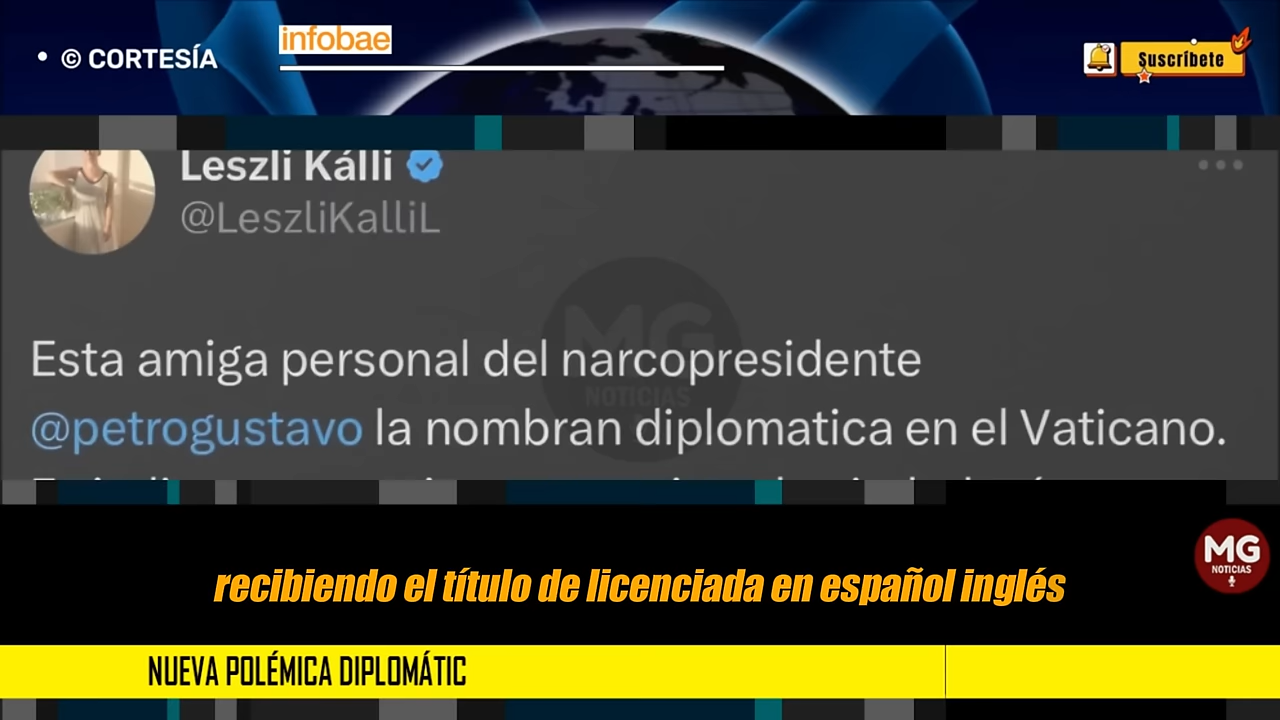 • © CORTESÍA
infobae
Suscríbete
Leszli Kálli
@LeszliKalliL
Esta amiga personal del narcopresidente
@petrogustavo la nombran diplomatica en el Vaticano.
MG
NOTICIAS
recibiendo el título de licenciada en español inglés
MG
NOTICIAS
NUEVA POLÉMICA DIPLOMÁTIC